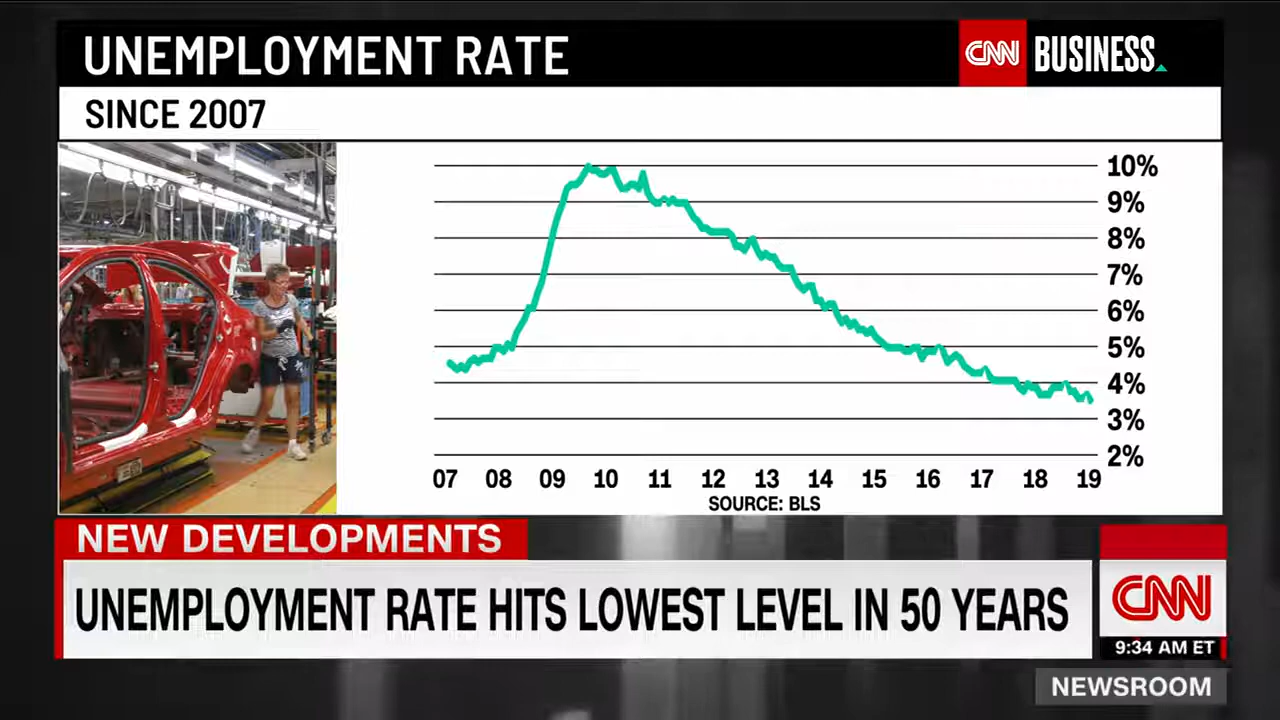 UNEMPLOYMENT RATE
CNN BUSINESS
SINCE 2007
10%
9%
8%
7%
6%
5%
4%
3%
2%
07 08 09 10 11 12 13 14 15 16 17 18 19
SOURCE: BLS
NEW DEVELOPMENTS
UNEMPLOYMENT RATE HITS LOWEST LEVEL IN 50 YEARS
CNN
9:34 AM ET
NEWSROOM